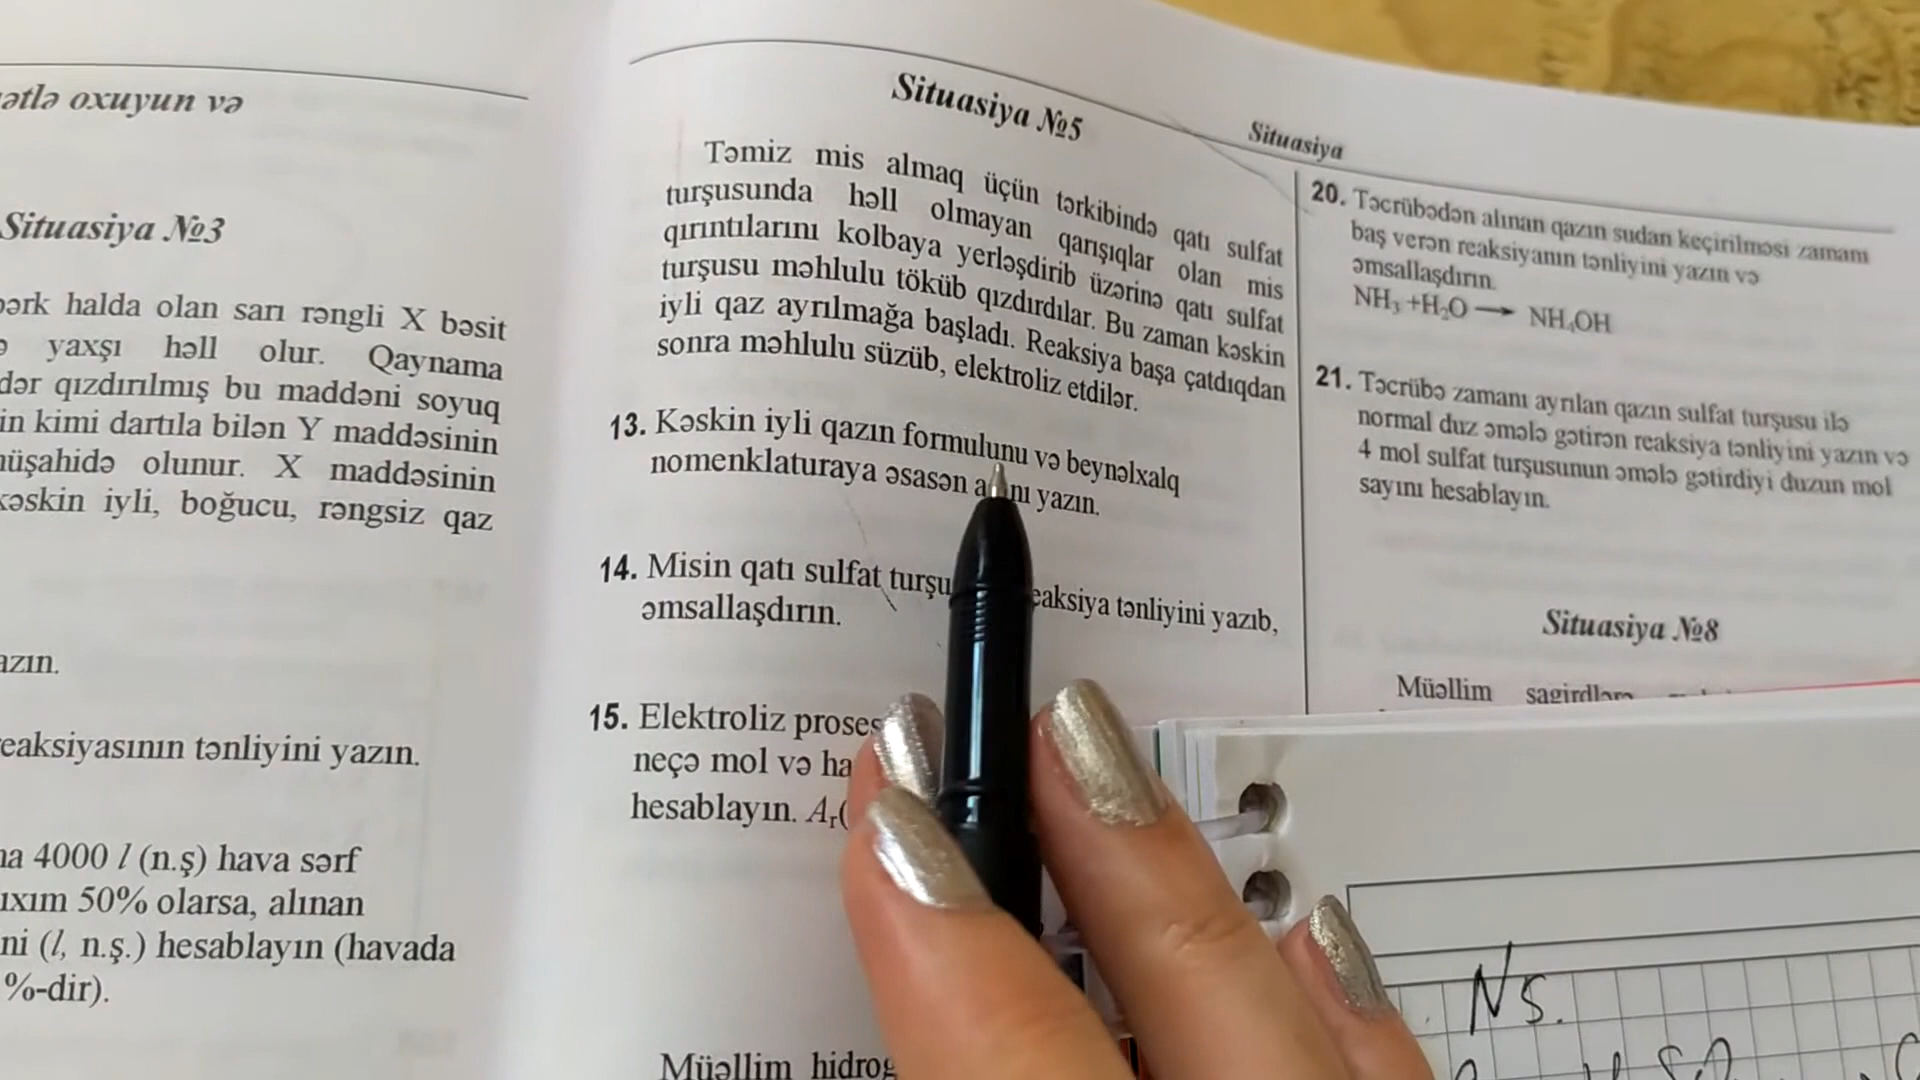 ətlə oxuyun və
Situasiya №3
bərk halda olan sarı rəngli X bəsit
yaxşı həll olur. Qaynama
dər qızdırılmış bu maddəni soyuq
in kimi dartıla bilən Y maddəsinin
müşahidə olunur. X maddəsinin
kəskin iyli, boğucu, rəngsiz qaz
azın.
reaksiyasının tənliyini yazın.
na 4000 l (n.ş) hava sərf
ıxım 50% olarsa, alınan
ni (l, n.ş.) hesablayın (havada
%-dir).
Situasiya №5
Təmiz mis almaq üçün tərkibində qatı sulfat
turşusunda həll olmayan qarışıqlar olan mis
qırıntılarını kolbaya yerləşdirib üzərinə qatı sulfat
turşusu məhlulu töküb qızdırdılar. Bu zaman kəskin
iyli qaz ayrılmağa başladı. Reaksiya başa çatdıqdan
sonra məhlulu süzüb, elektroliz etdilər.
13. Kəskin iyli qazın formulunu və beynəlxalq
nomenklaturaya əsasən a nı yazın.
14. Misin qatı sulfat turşu eaksiya tənliyini yazıb,
əmsallaşdırın.
15. Elektroliz proses
neçə mol və ha
hesablayın. Ar(
Müəllim hidrog
Situasiya
20. Təcrübədən alınan qazın sudan keçirilməsi zamanı
baş verən reaksiyanın tənliyini yazın və
əmsallaşdırın.
NH₃ +H₂O → NH₄OH
21. Təcrübə zamanı ayrılan qazın sulfat turşusu ilə
normal duz əmələ gətirən reaksiya tənliyini yazın və
4 mol sulfat turşusunun əmələ gətirdiyi duzun mol
sayını hesablayın.
Situasiya №8
Müəllim şagirdlərə
N5.